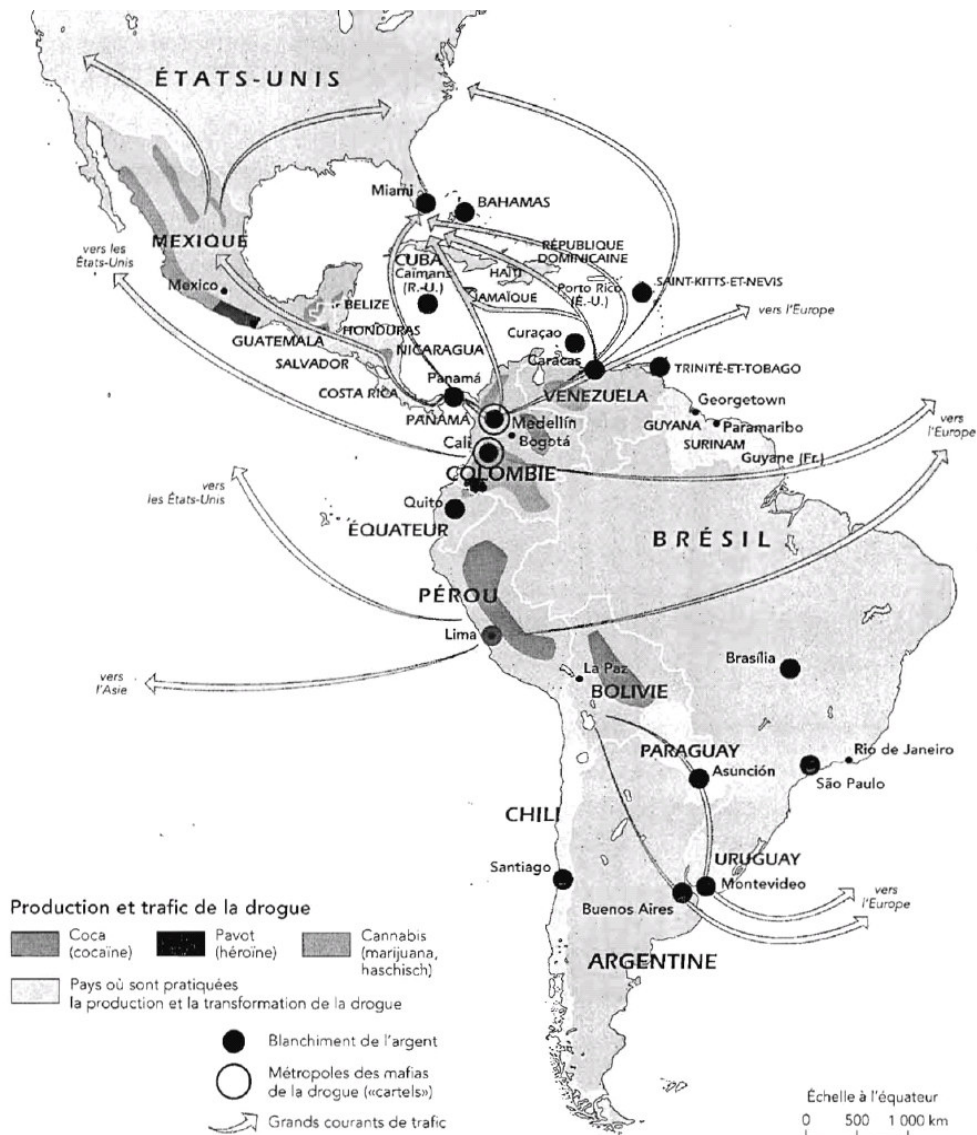 ÉTATS-UNIS
Miami
BAHAMAS
MEXIQUE
vers les
États-Unis
CUBA
Caïmans
(R.-U.)
RÉPUBLIQUE
DOMINICAINE
HAÏTI
Porto Rico
(É.-U.)
SAINT-KITTS-ET-NEVIS
Mexico
BELIZE
JAMAÏQUE
vers l'Europe
GUATEMALA
HONDURAS
Curaçao
NICARAGUA
Caracas
SALVADOR
TRINITÉ-ET-TOBAGO
COSTA RICA
Panamá
VENEZUELA
Georgetown
PANAMÁ
Medellín
GUYANA
Paramaribo
vers
l'Europe
Cali
Bogotá
SURINAM
Guyane (Fr.)
COLOMBIE
vers
les États-Unis
Quito
ÉQUATEUR
BRÉSIL
PÉROU
Lima
Brasília
La Paz
vers
l'Asie
BOLIVIE
PARAGUAY
Rio de Janeiro
Asunción
São Paulo
CHILI
URUGUAY
Santiago
Montevideo
vers
l'Europe
Buenos Aires
ARGENTINE
Production et trafic de la drogue
Coca
(cocaïne)
Pavot
(héroïne)
Cannabis
(marijuana,
haschisch)
Pays où sont pratiquées
la production et la transformation de la drogue
Blanchiment de l'argent
Métropoles des mafias
de la drogue («cartels»)
Grands courants de trafic
Échelle à l'équateur
0 500 1 000 km